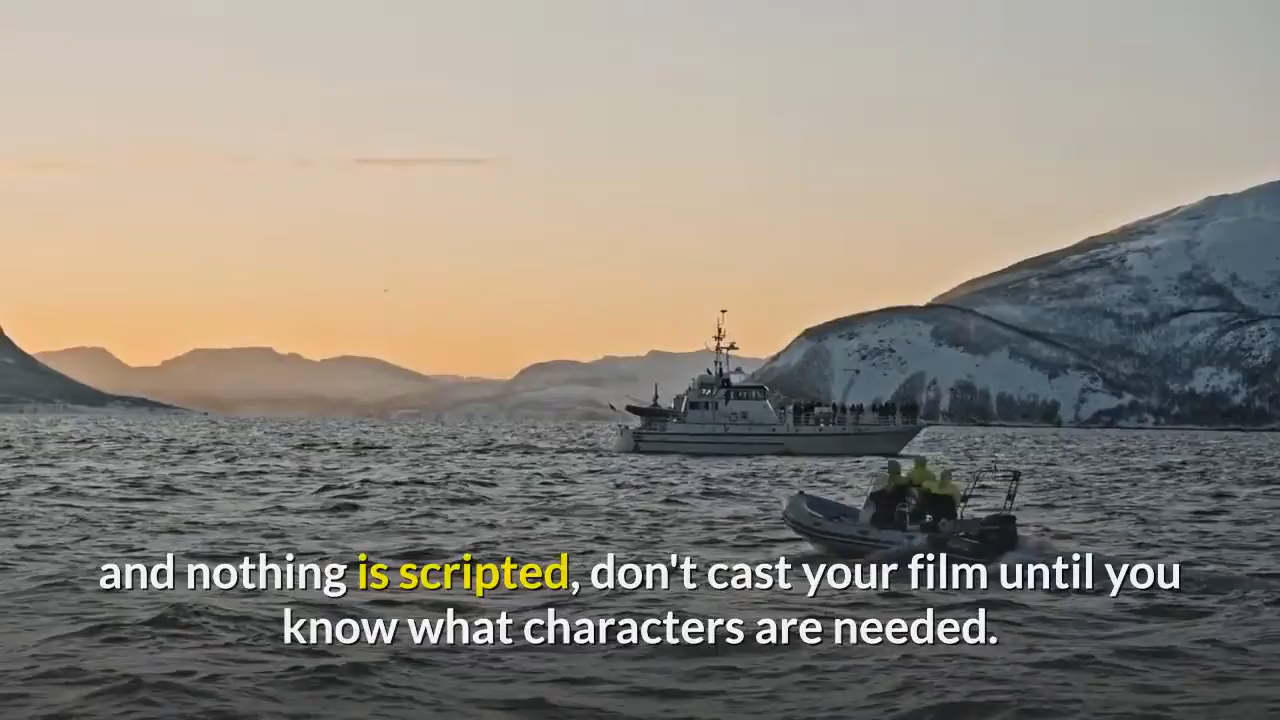 and nothing is scripted, don't cast your film until you
know what characters are needed.